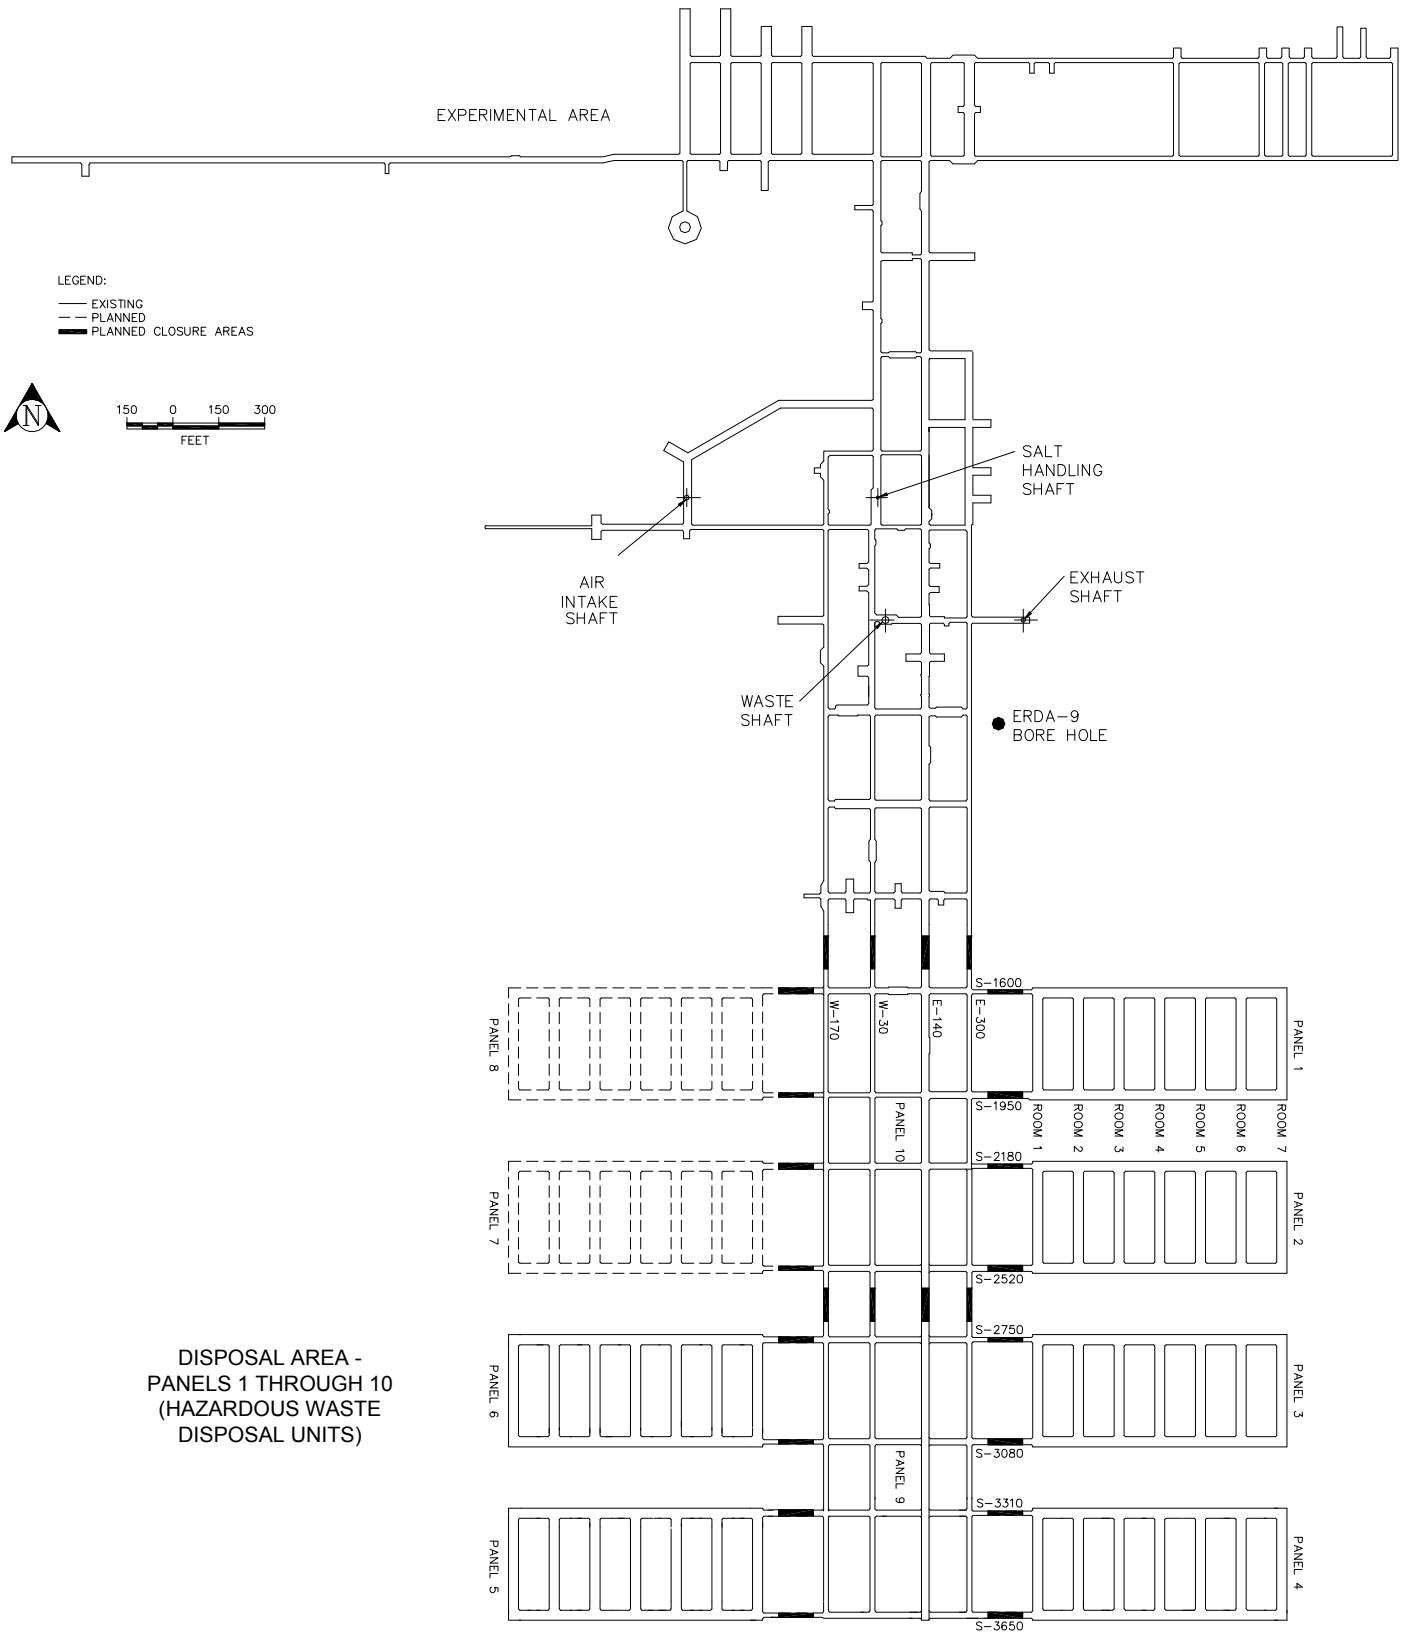 EXPERIMENTAL AREA
LEGEND:
EXISTING
PLANNED
PLANNED CLOSURE AREAS
N
150 0 150 300
FEET
SALT
HANDLING
SHAFT
AIR
INTAKE
SHAFT
EXHAUST
SHAFT
WASTE
SHAFT
ERDA-9
BORE HOLE
S-1600
W-170
W-30
E-140
E-300
PANEL 8
PANEL 1
S-1950
PANEL 10
ROOM 1
ROOM 2
ROOM 3
ROOM 4
ROOM 5
ROOM 6
ROOM 7
S-2180
PANEL 7
PANEL 2
S-2520
S-2750
DISPOSAL AREA -
PANELS 1 THROUGH 10
(HAZARDOUS WASTE
DISPOSAL UNITS)
PANEL 6
PANEL 3
S-3080
PANEL 9
S-3310
PANEL 5
PANEL 4
S-3650